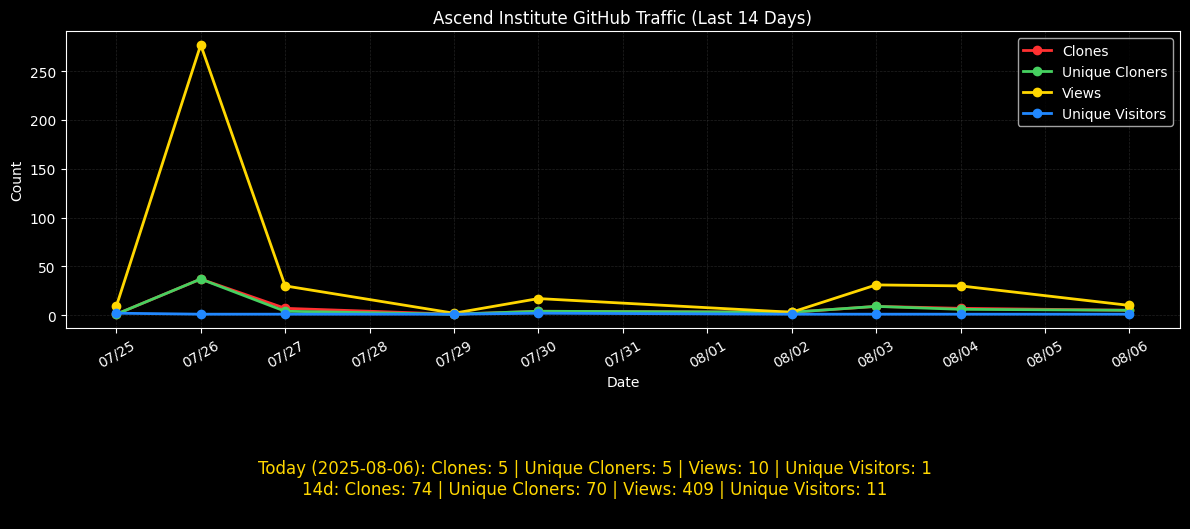 Ascend Institute GitHub Traffic (Last 14 Days)
Clones
Unique Cloners
Views
Unique Visitors
Count
250
200
150
100
50
0
07/25
07/26
07/27
07/28
07/29
07/30
07/31
08/01
08/02
08/03
08/04
08/05
08/06
Date
Today (2025-08-06): Clones: 5 | Unique Cloners: 5 | Views: 10 | Unique Visitors: 1
14d: Clones: 74 | Unique Cloners: 70 | Views: 409 | Unique Visitors: 11